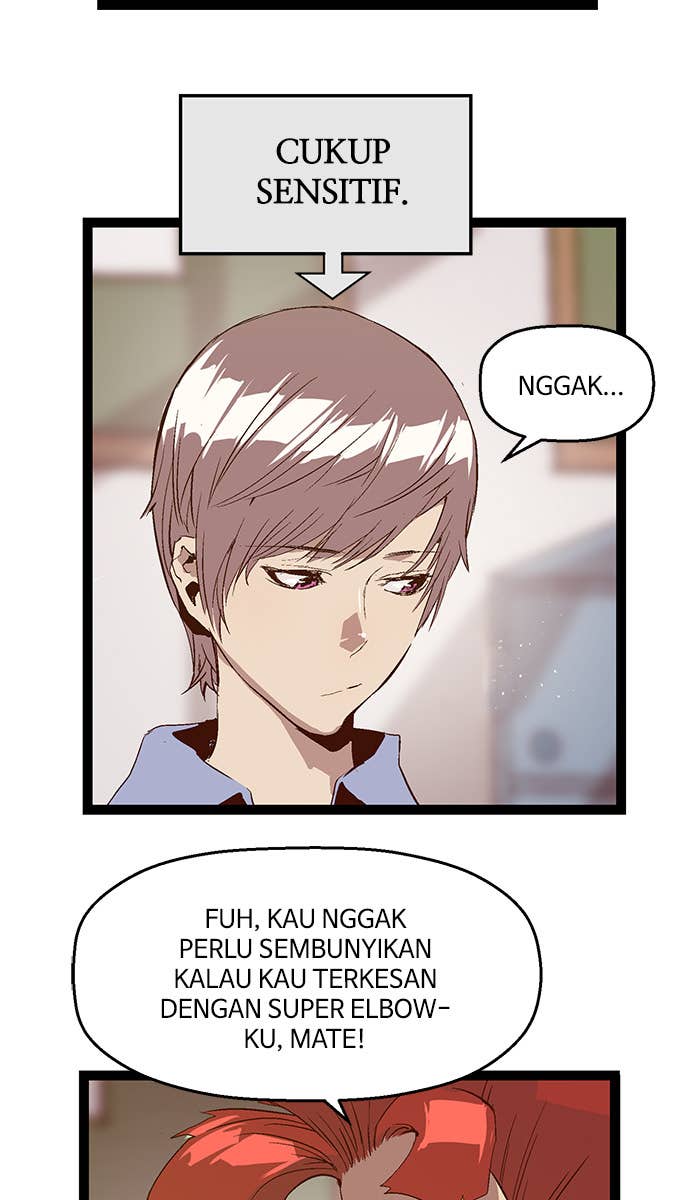 CUKUP
SENSITIF.
NGGAK...
FUH, KAU NGGAK
PERLU SEMBUNYIKAN
KALAU KAU TERKESAN
DENGAN SUPER ELBOW-
KU, MATE!